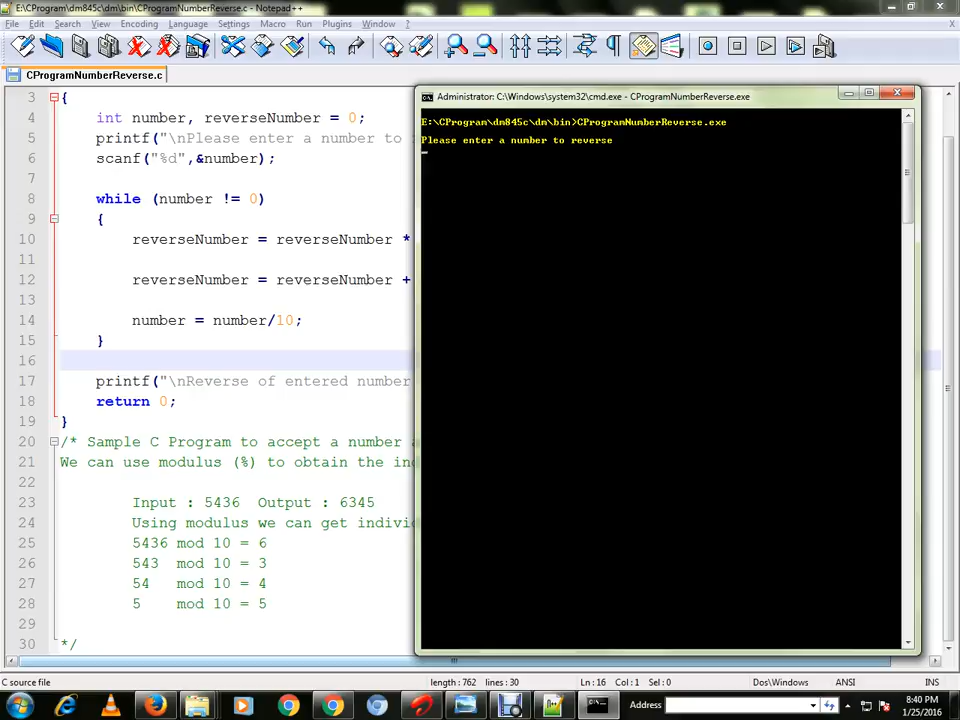 E:\CProgram\dm845c\dm\bin\CProgramNumberReverse.c - Notepad++
File Edit Search View Encoding Language Settings Macro Run Plugins Window ?
X
CProgramNumberReverse.c
3 {
4 int number, reverseNumber = 0;
5 printf("\nPlease enter a number to
6 scanf("%d",&number);
7
8 while (number != 0)
9 {
10 reverseNumber = reverseNumber *
11
12 reverseNumber = reverseNumber +
13
14 number = number/10;
15 }
16
17 printf("\nReverse of entered number
18 return 0;
19 }
20 /* Sample C Program to accept a number a
21 We can use modulus (%) to obtain the in
22
23 Input : 5436 Output : 6345
24 Using modulus we can get indivi
25 5436 mod 10 = 6
26 543 mod 10 = 3
27 54 mod 10 = 4
28 5 mod 10 = 5
29
30 */
Administrator: C:\Windows\system32\cmd.exe - CProgramNumberReverse.exe
E:\CProgram\dm845c\dm\bin>CProgramNumberReverse.exe
Please enter a number to reverse
C source file length : 762 lines : 30 Ln : 16 Col : 1 Sel : 0 Dos\Windows ANSI INS
Address
8:40 PM
1/25/2016